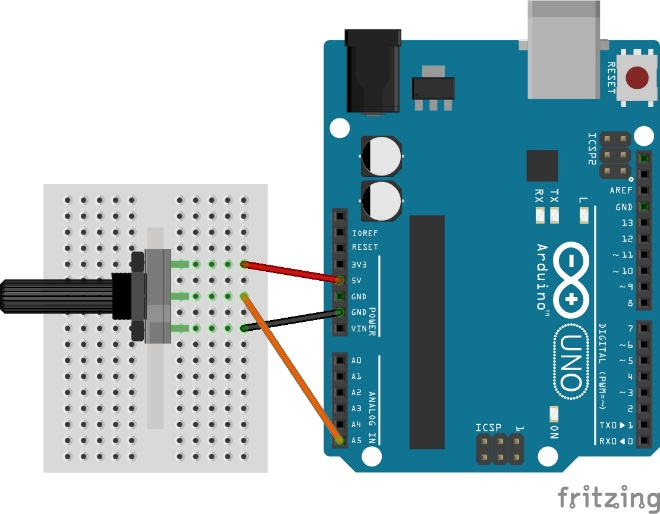 RESET
ICSP2
AREF
GND
13
12
~ 11
~ 10
~ 9
8
7
~ 6
~ 5
4
~ 3
2
TX0 ▶ 1
RX0 ◀ 0
RX
TX
L
IOREF
RESET
3V3
5V
GND
GND
VIN
POWER
A0
A1
A2
A3
A4
A5
ANALOG IN
Arduino™
UNO
DIGITAL (PWM=~)
ICSP
1
ON
fritzing